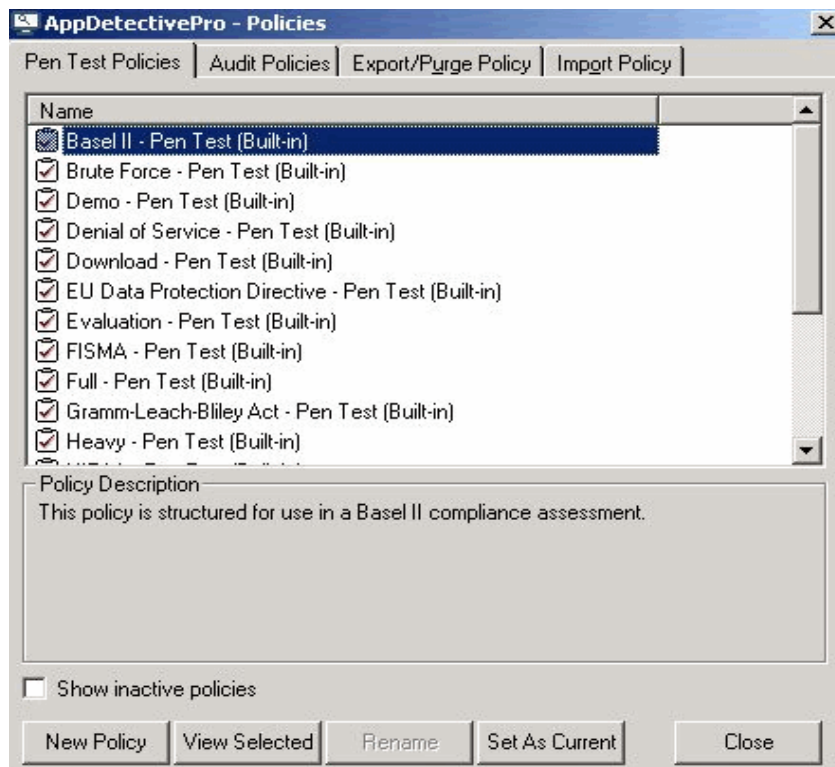 AppDetectivePro - Policies
Pen Test Policies Audit Policies Export/Purge Policy Import Policy
Name
Basel II - Pen Test (Built-in)
Brute Force - Pen Test (Built-in)
Demo - Pen Test (Built-in)
Denial of Service - Pen Test (Built-in)
Download - Pen Test (Built-in)
EU Data Protection Directive - Pen Test (Built-in)
Evaluation - Pen Test (Built-in)
FISMA - Pen Test (Built-in)
Full - Pen Test (Built-in)
Gramm-Leach-Bliley Act - Pen Test (Built-in)
Heavy - Pen Test (Built-in)
Policy Description
This policy is structured for use in a Basel II compliance assessment.
Show inactive policies
New Policy View Selected Rename Set As Current Close